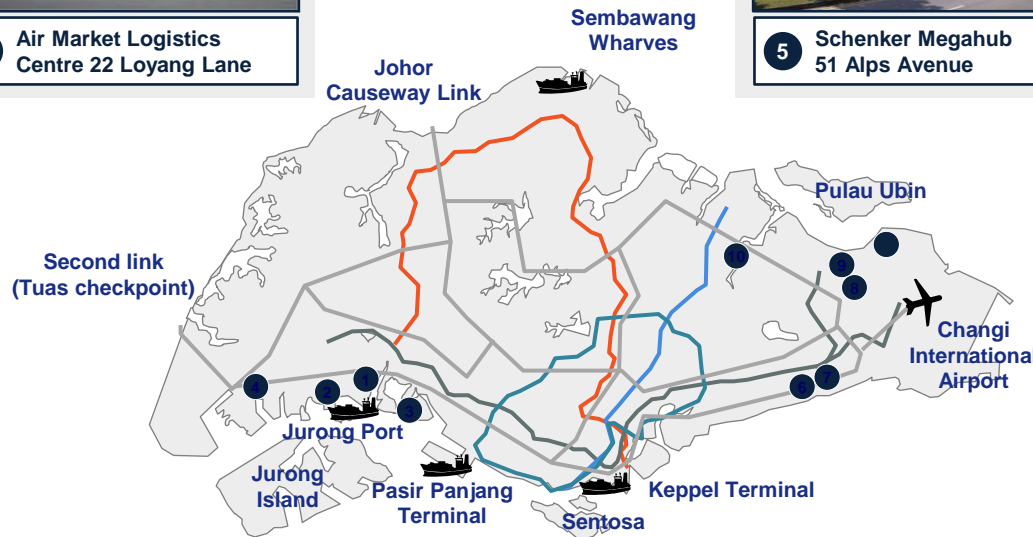 Air Market Logistics
Centre 22 Loyang Lane
5
Schenker Megahub
51 Alps Avenue
Sembawang
Wharves
Johor
Causeway Link
Pulau Ubin
Second link
(Tuas checkpoint)
10
9
8
Changi
International
Airport
4
2
1
3
6
7
Jurong Port
Jurong
Island
Pasir Panjang
Terminal
Keppel Terminal
Sentosa